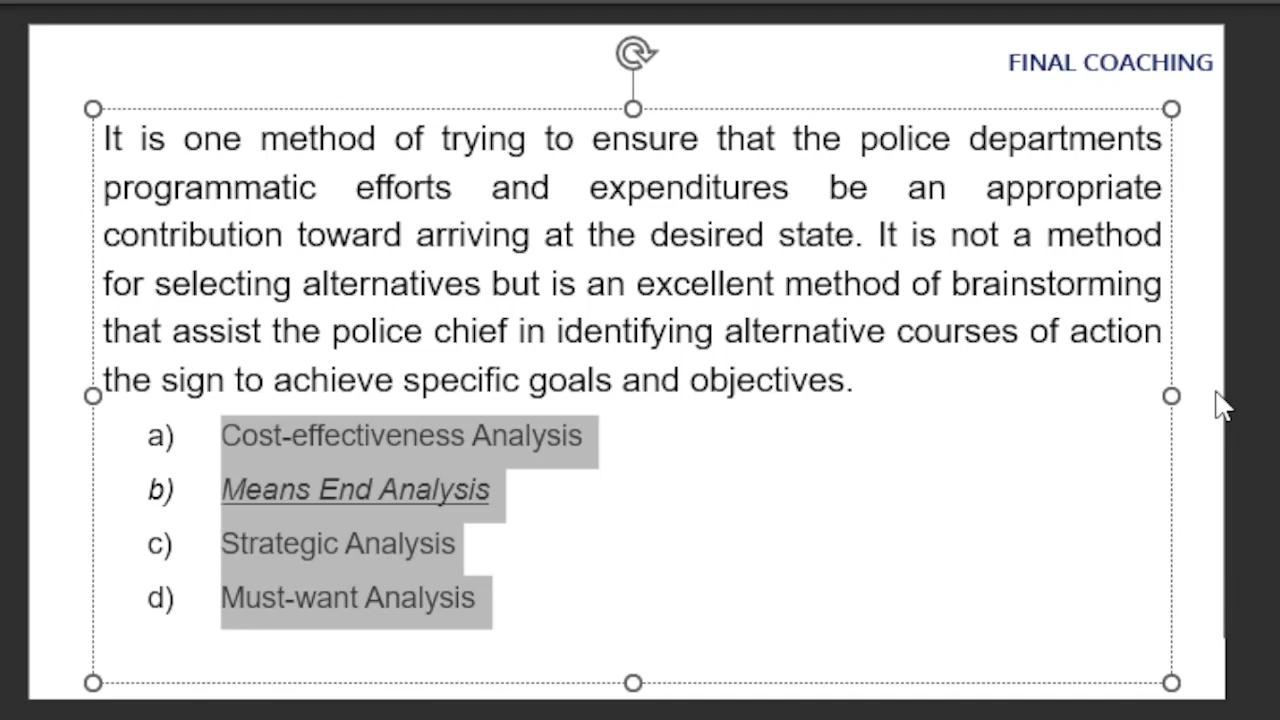 FINAL COACHING
It is one method of trying to ensure that the police departments
programmatic efforts and expenditures be an appropriate
contribution toward arriving at the desired state. It is not a method
for selecting alternatives but is an excellent method of brainstorming
that assist the police chief in identifying alternative courses of action
the sign to achieve specific goals and objectives.
a) Cost-effectiveness Analysis
b) Means End Analysis
c) Strategic Analysis
d) Must-want Analysis